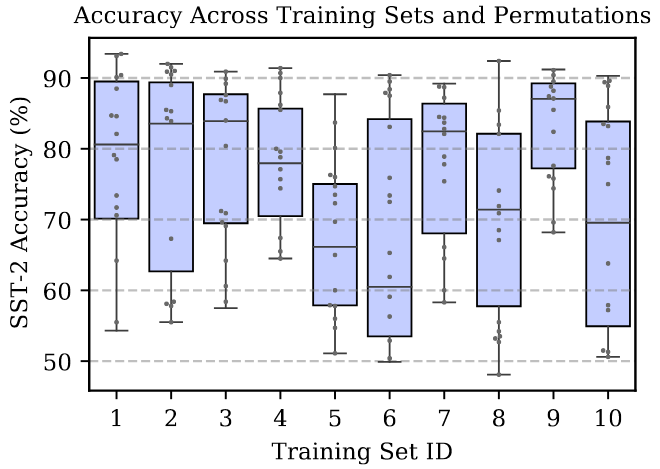 Accuracy Across Training Sets and Permutations
SST-2 Accuracy (%)
90
80
70
60
50
1 2 3 4 5 6 7 8 9 10
Training Set ID